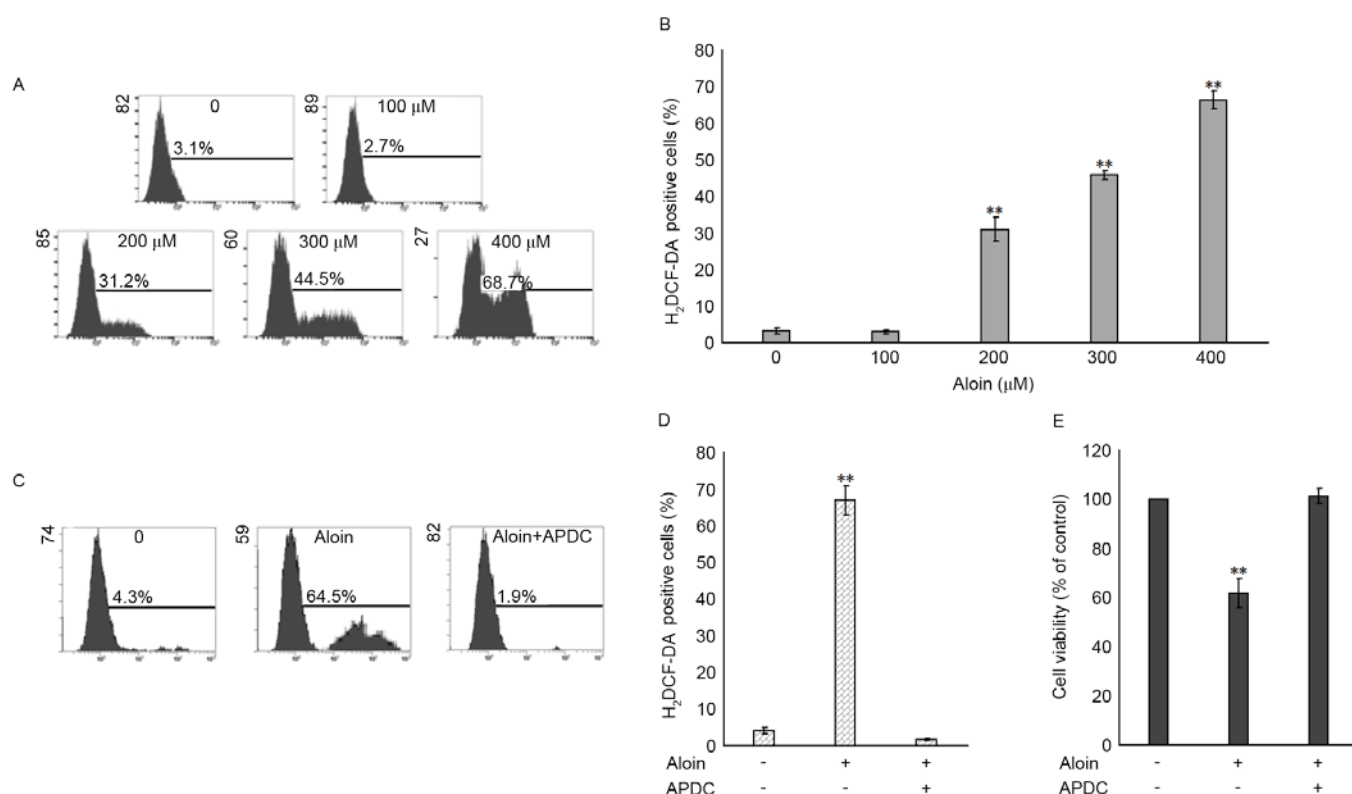 A
82
0
3.1%
89
100 μM
2.7%
85
200 μM
31.2%
60
300 μM
44.5%
27
400 μM
68.7%
B
H₂DCF-DA positive cells (%)
80
70
60
50
40
30
20
10
0
**
**
**
0 100 200 300 400
Aloin (μM)
C
74
0
4.3%
59
Aloin
64.5%
82
Aloin+APDC
1.9%
D
H₂DCF-DA positive cells (%)
80
70
60
50
40
30
20
10
0
**
Aloin - + +
APDC - - +
E
Cell viability (% of control)
120
100
80
60
40
20
0
**
Aloin - + +
APDC - - +